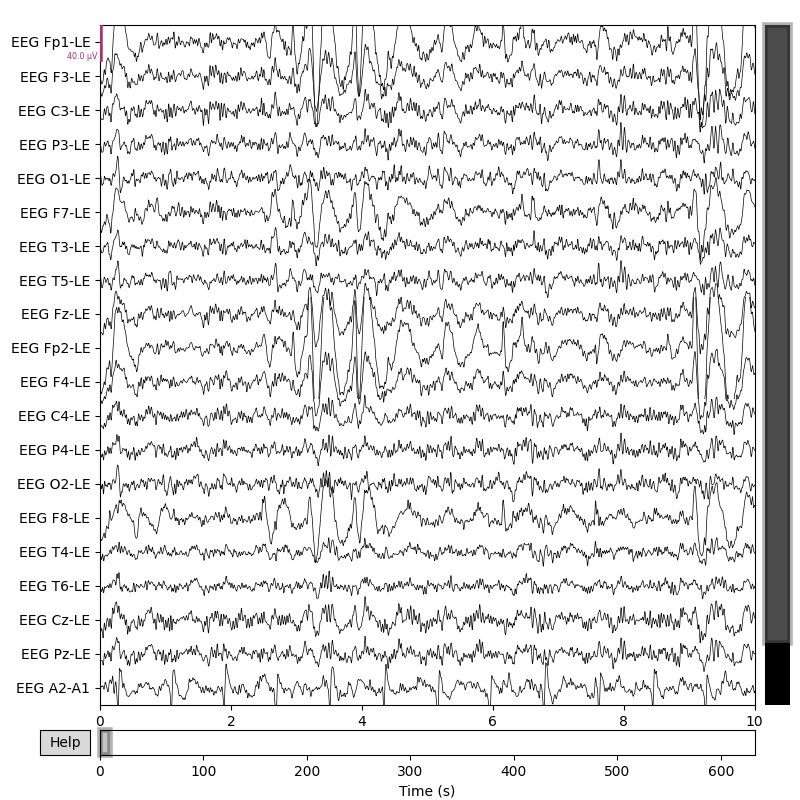 EEG Fp1-LE
40.0 µV
EEG F3-LE
EEG C3-LE
EEG P3-LE
EEG O1-LE
EEG F7-LE
EEG T3-LE
EEG T5-LE
EEG Fz-LE
EEG Fp2-LE
EEG F4-LE
EEG C4-LE
EEG P4-LE
EEG O2-LE
EEG F8-LE
EEG T4-LE
EEG T6-LE
EEG Cz-LE
EEG Pz-LE
EEG A2-A1
0 2 4 6 8 10
Help
0 100 200 300 400 500 600
Time (s)